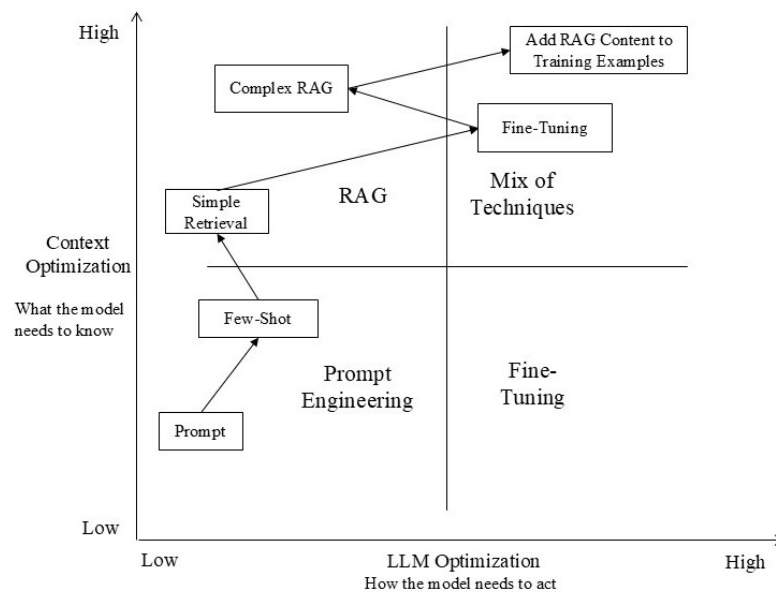 High
Add RAG Content to
Training Examples
Complex RAG
Fine-Tuning
Simple
Retrieval
RAG
Mix of
Techniques
Context
Optimization
What the model
needs to know
Few-Shot
Prompt
Engineering
Fine-
Tuning
Prompt
Low
Low
LLM Optimization
High
How the model needs to act